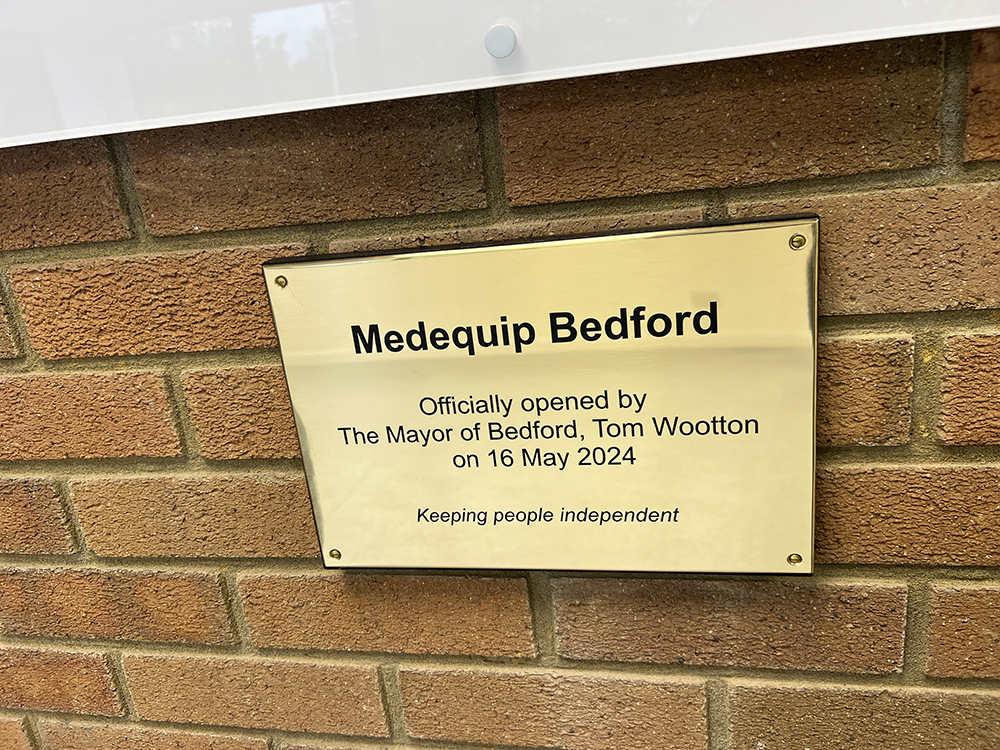 Medequip Bedford
Officially opened by
The Mayor of Bedford, Tom Wootton
on 16 May 2024
Keeping people independent